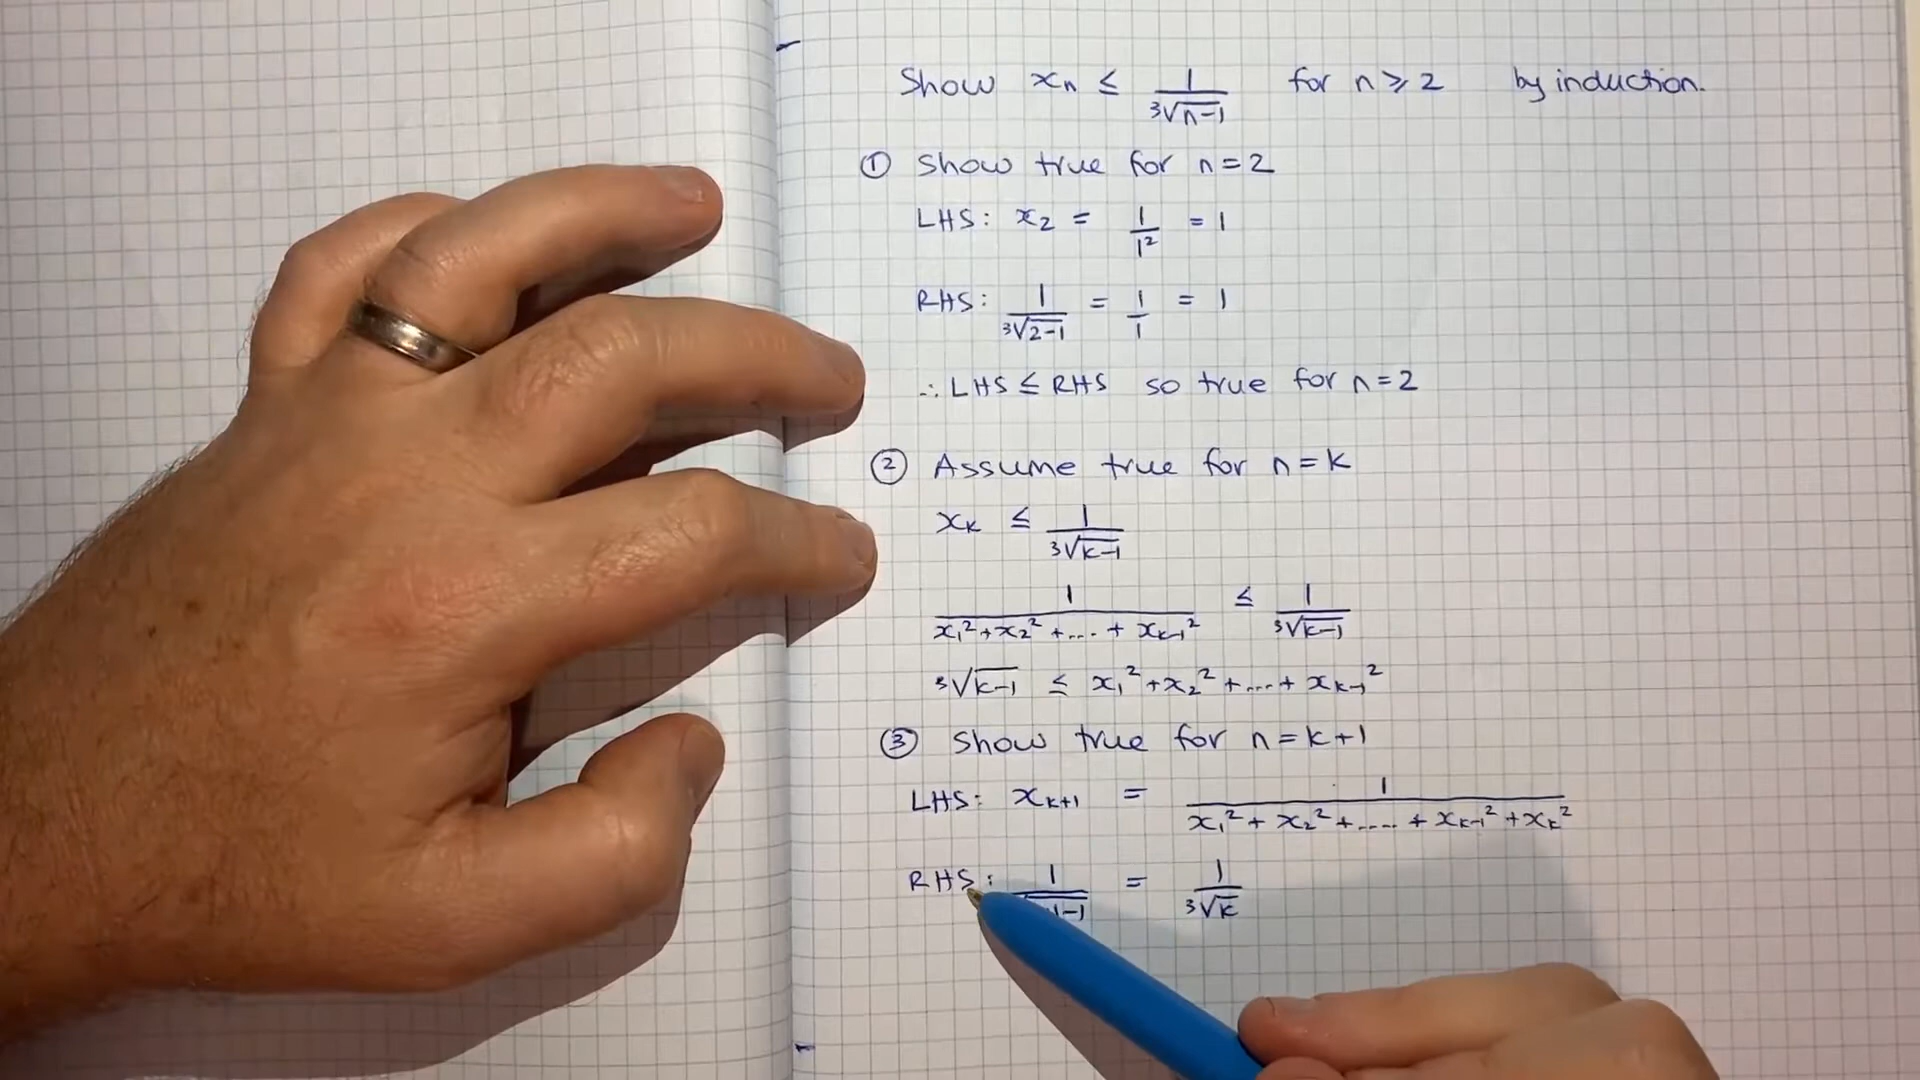 Show xₙ ≤ 1/∛(n-1) for n ≥ 2 by induction.
① Show true for n=2
LHS: x₂ = 1/1² = 1
RHS: 1/∛(2-1) = 1/1 = 1
∴ LHS ≤ RHS so true for n=2
② Assume true for n=k
xₖ ≤ 1/∛(k-1)
1/(x₁²+x₂²+....+xₖ₋₁²) ≤ 1/∛(k-1)
∛(k-1) ≤ x₁²+x₂²+....+xₖ₋₁²
③ Show true for n=k+1
LHS: xₖ₊₁ = 1/(x₁²+x₂²+.....+xₖ₋₁²+xₖ²)
RHS: 1/ -1 = 1/∛k